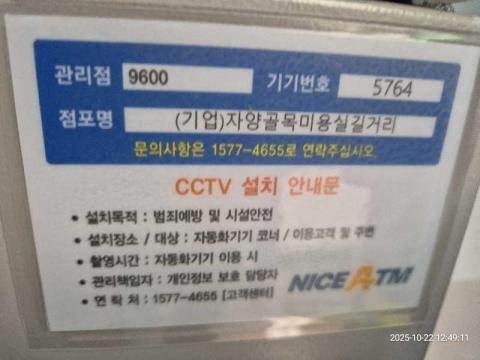 관리점 9600 기기번호 5764
점포명 (기업)자양골목미용실길거리
문의사항은 1577-4655로 연락주십시오.
CCTV 설치 안내문
• 설치목적 : 범죄예방 및 시설안전
• 설치장소 / 대상 : 자동화기기 코너 / 이용고객 및 주변
• 촬영시간 : 자동화기기 이용 시
• 관리책임자 : 개인정보 보호 담당자
• 연 락 처 : 1577-4655 [고객센터]
NICE ATM
2025-10-22 12:49:11